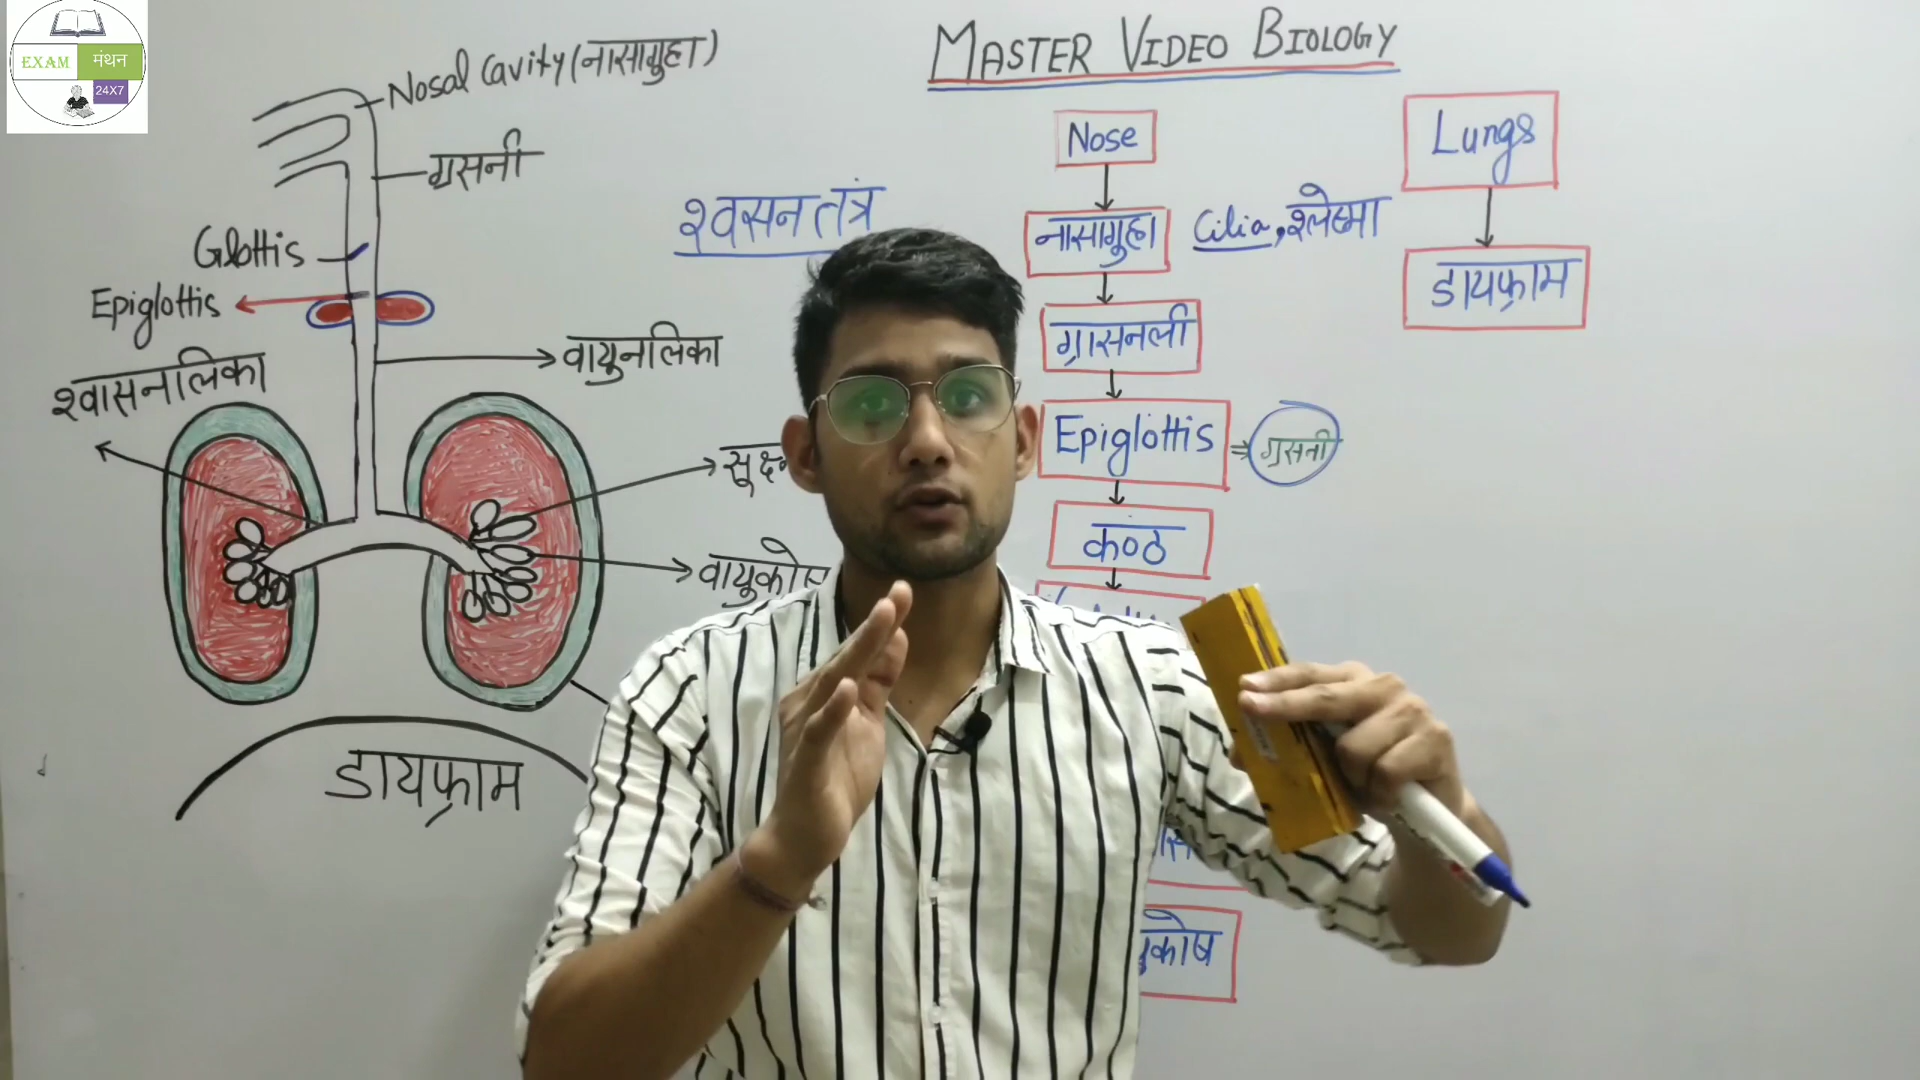 EXAM मंथन
24X7
Nosal Cavity (नासागुहा)
ग्रसनी
Glottis
Epiglottis
श्वासनलिका
वायुनलिका
वायुकोष
डायफ्राम
श्वसन तंत्र
MASTER VIDEO BIOLOGY
Nose
नासागुहा
Cilia, श्लेष्मा
ग्रासनली
Epiglottis
ग्रसनी
कण्ठ
Lungs
डायफ्राम